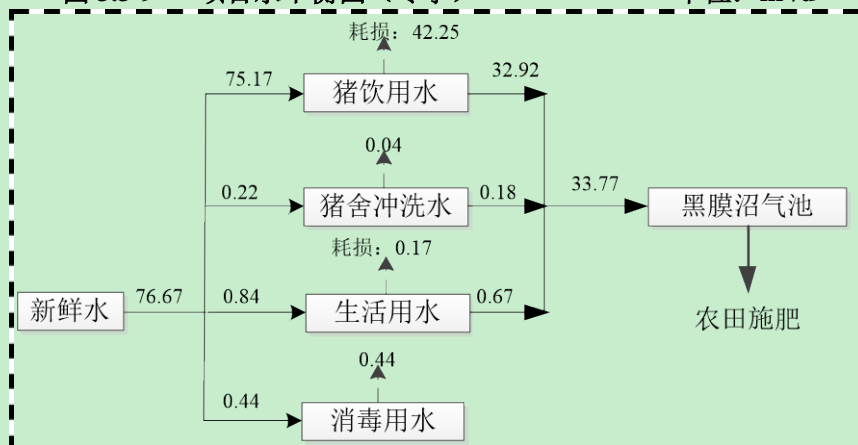 耗损：42.25
75.17
猪饮用水
32.92
0.04
0.22
猪舍冲洗水
0.18
33.77
黑膜沼气池
耗损：0.17
新鲜水
76.67
0.84
生活用水
0.67
农田施肥
0.44
0.44
消毒用水